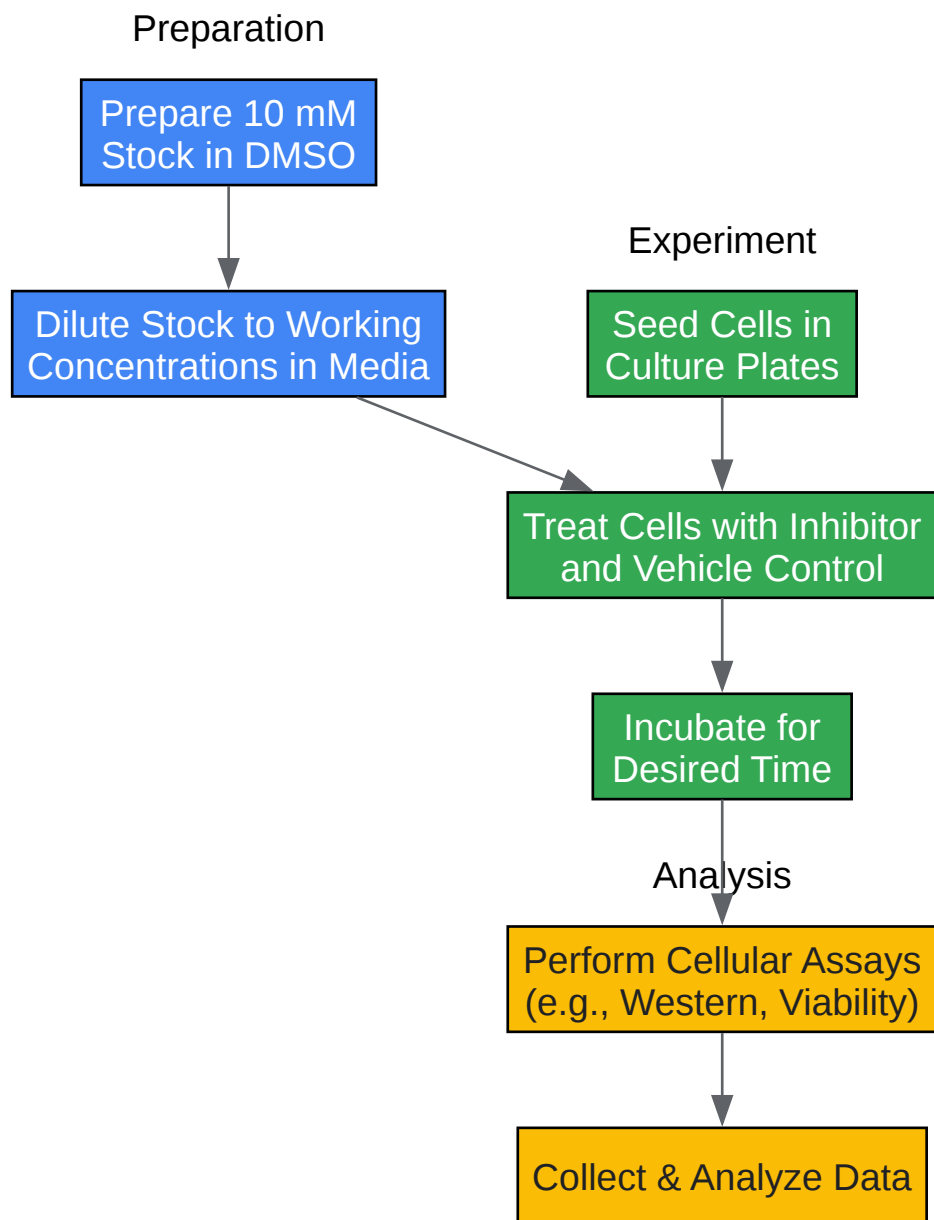 Preparation
Prepare 10 mM
Stock in DMSO
Dilute Stock to Working
Concentrations in Media
Experiment
Seed Cells in
Culture Plates
Treat Cells with Inhibitor
and Vehicle Control
Incubate for
Desired Time
Analysis
Perform Cellular Assays
(e.g., Western, Viability)
Collect & Analyze Data